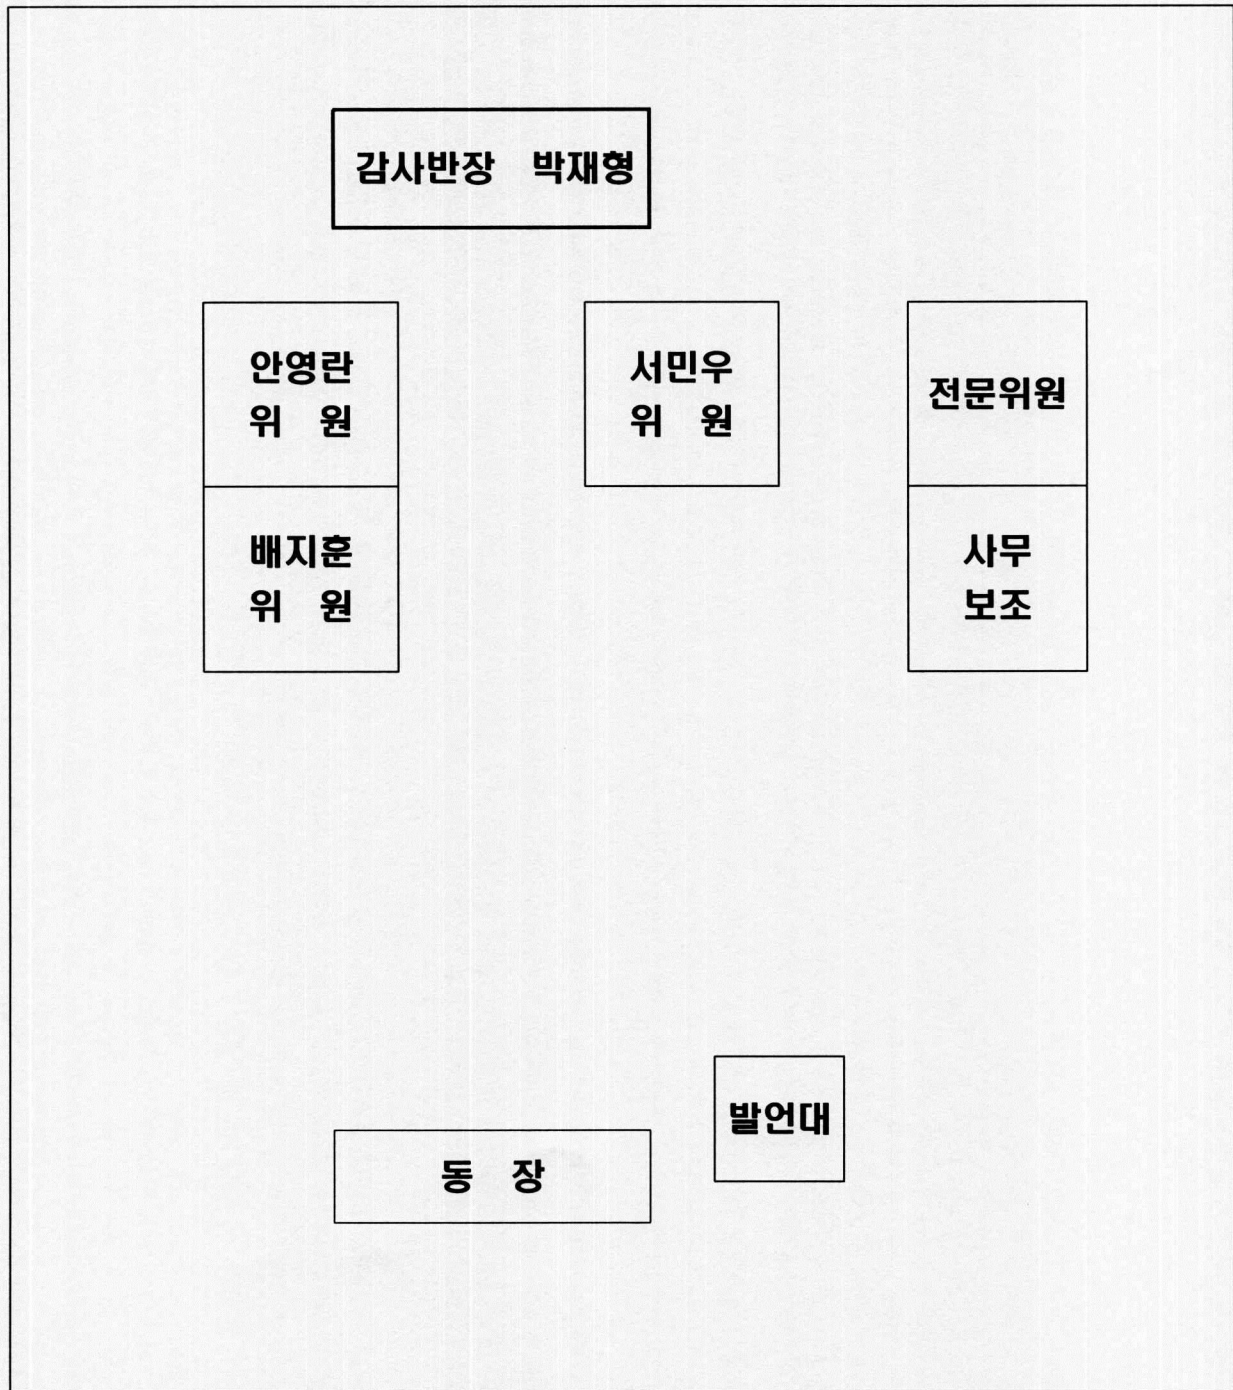 감사반장 박재형
안영란
위 원
서민우
위 원
전문위원
배지훈
위 원
사무
보조
발언대
동 장